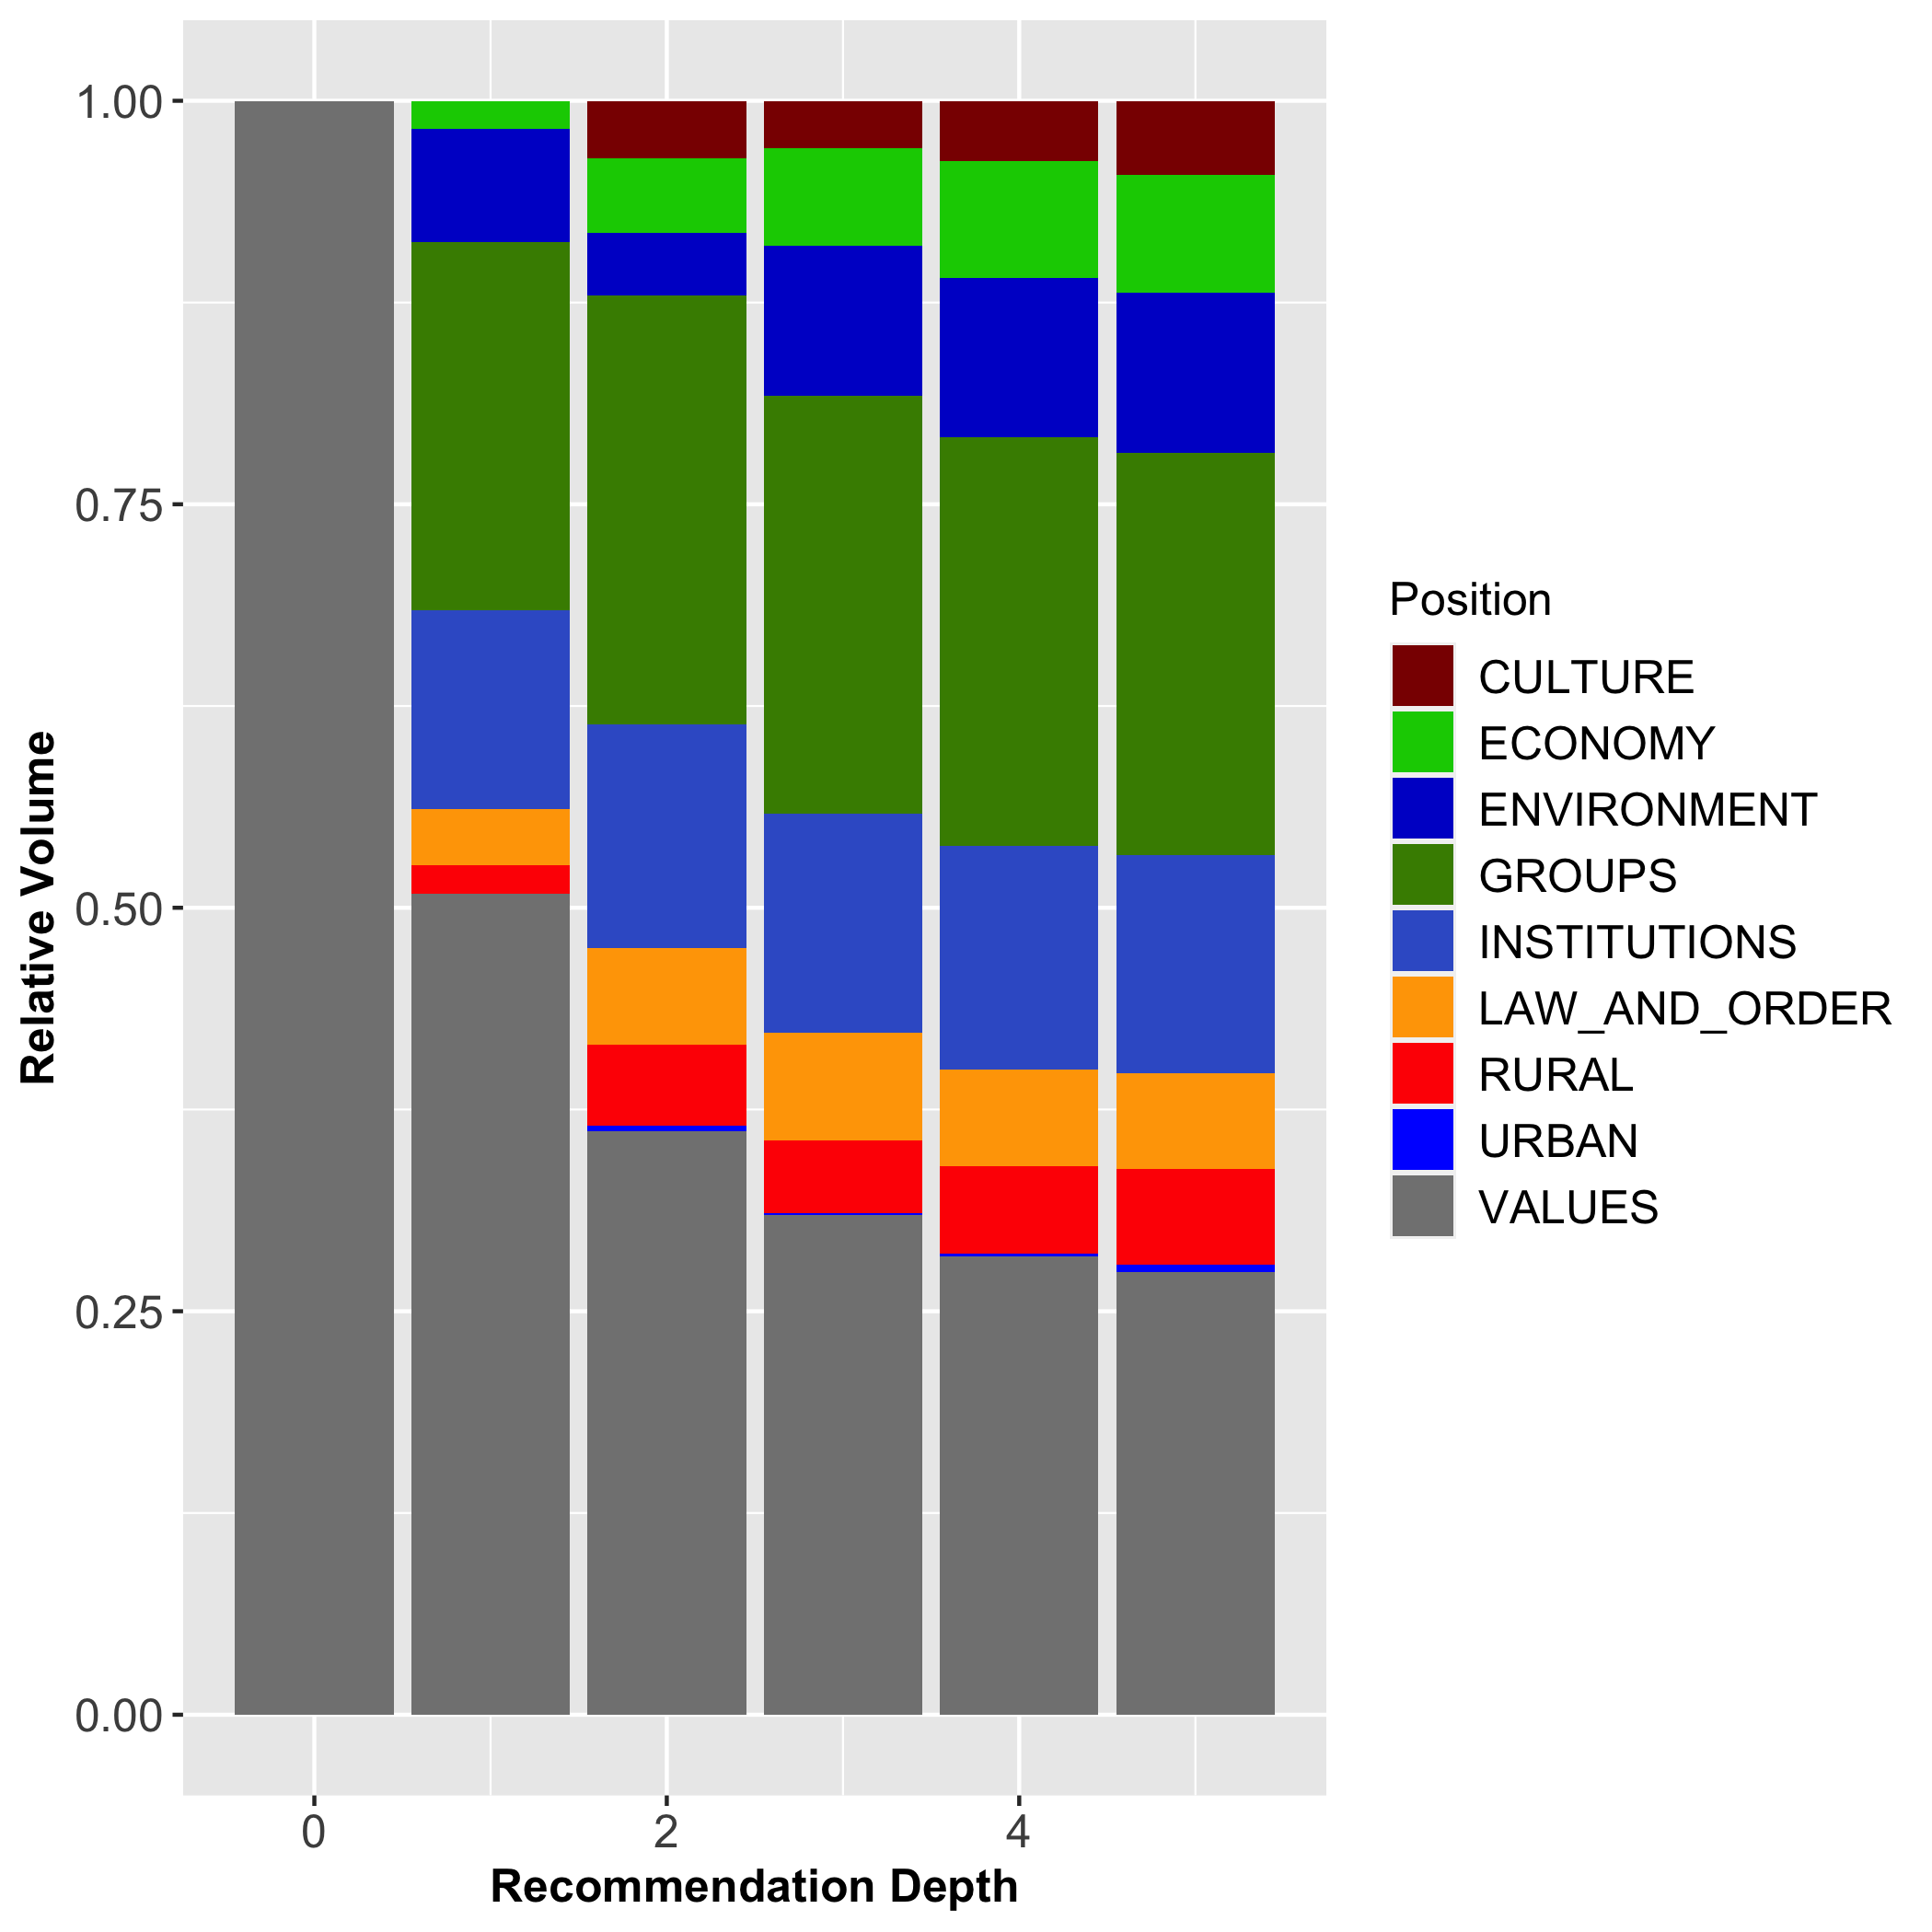 1.00
0.75
0.50
0.25
0.00
Relative Volume
0
2
4
Recommendation Depth
Position
CULTURE
ECONOMY
ENVIRONMENT
GROUPS
INSTITUTIONS
LAW_AND_ORDER
RURAL
URBAN
VALUES